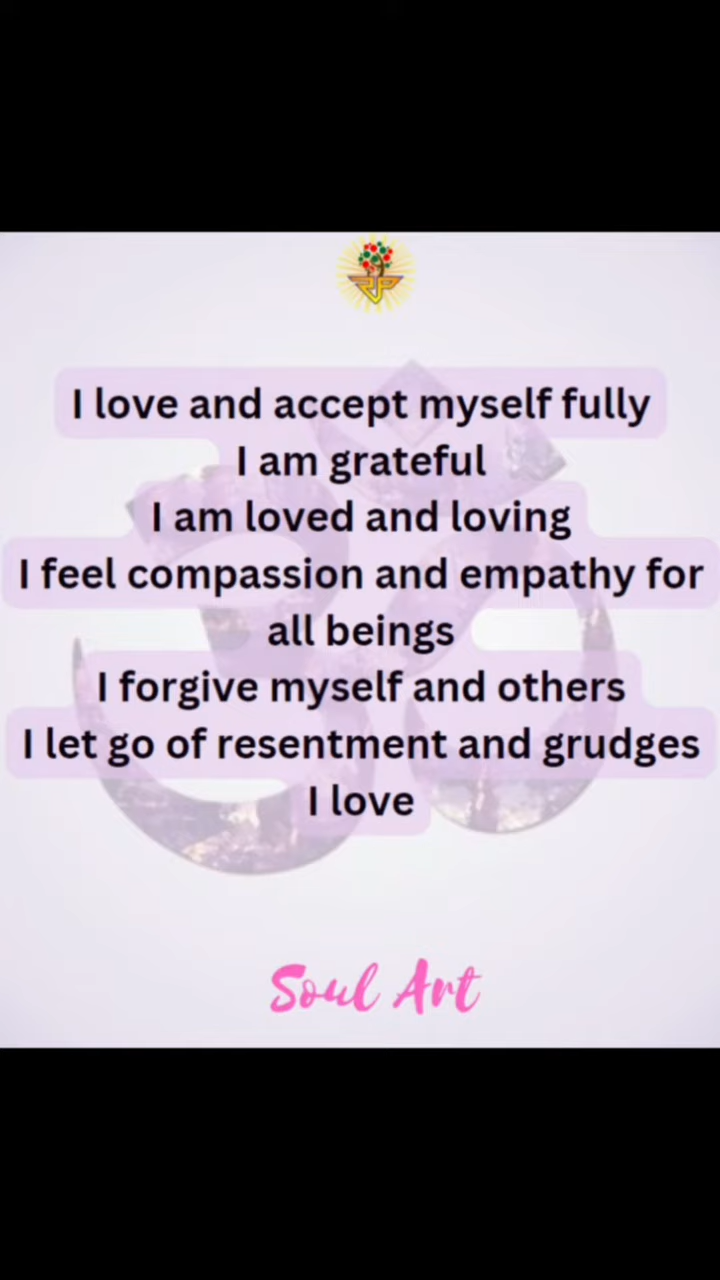 RP
I love and accept myself fully
I am grateful
I am loved and loving
I feel compassion and empathy for
all beings
I forgive myself and others
I let go of resentment and grudges
I love
Soul Art